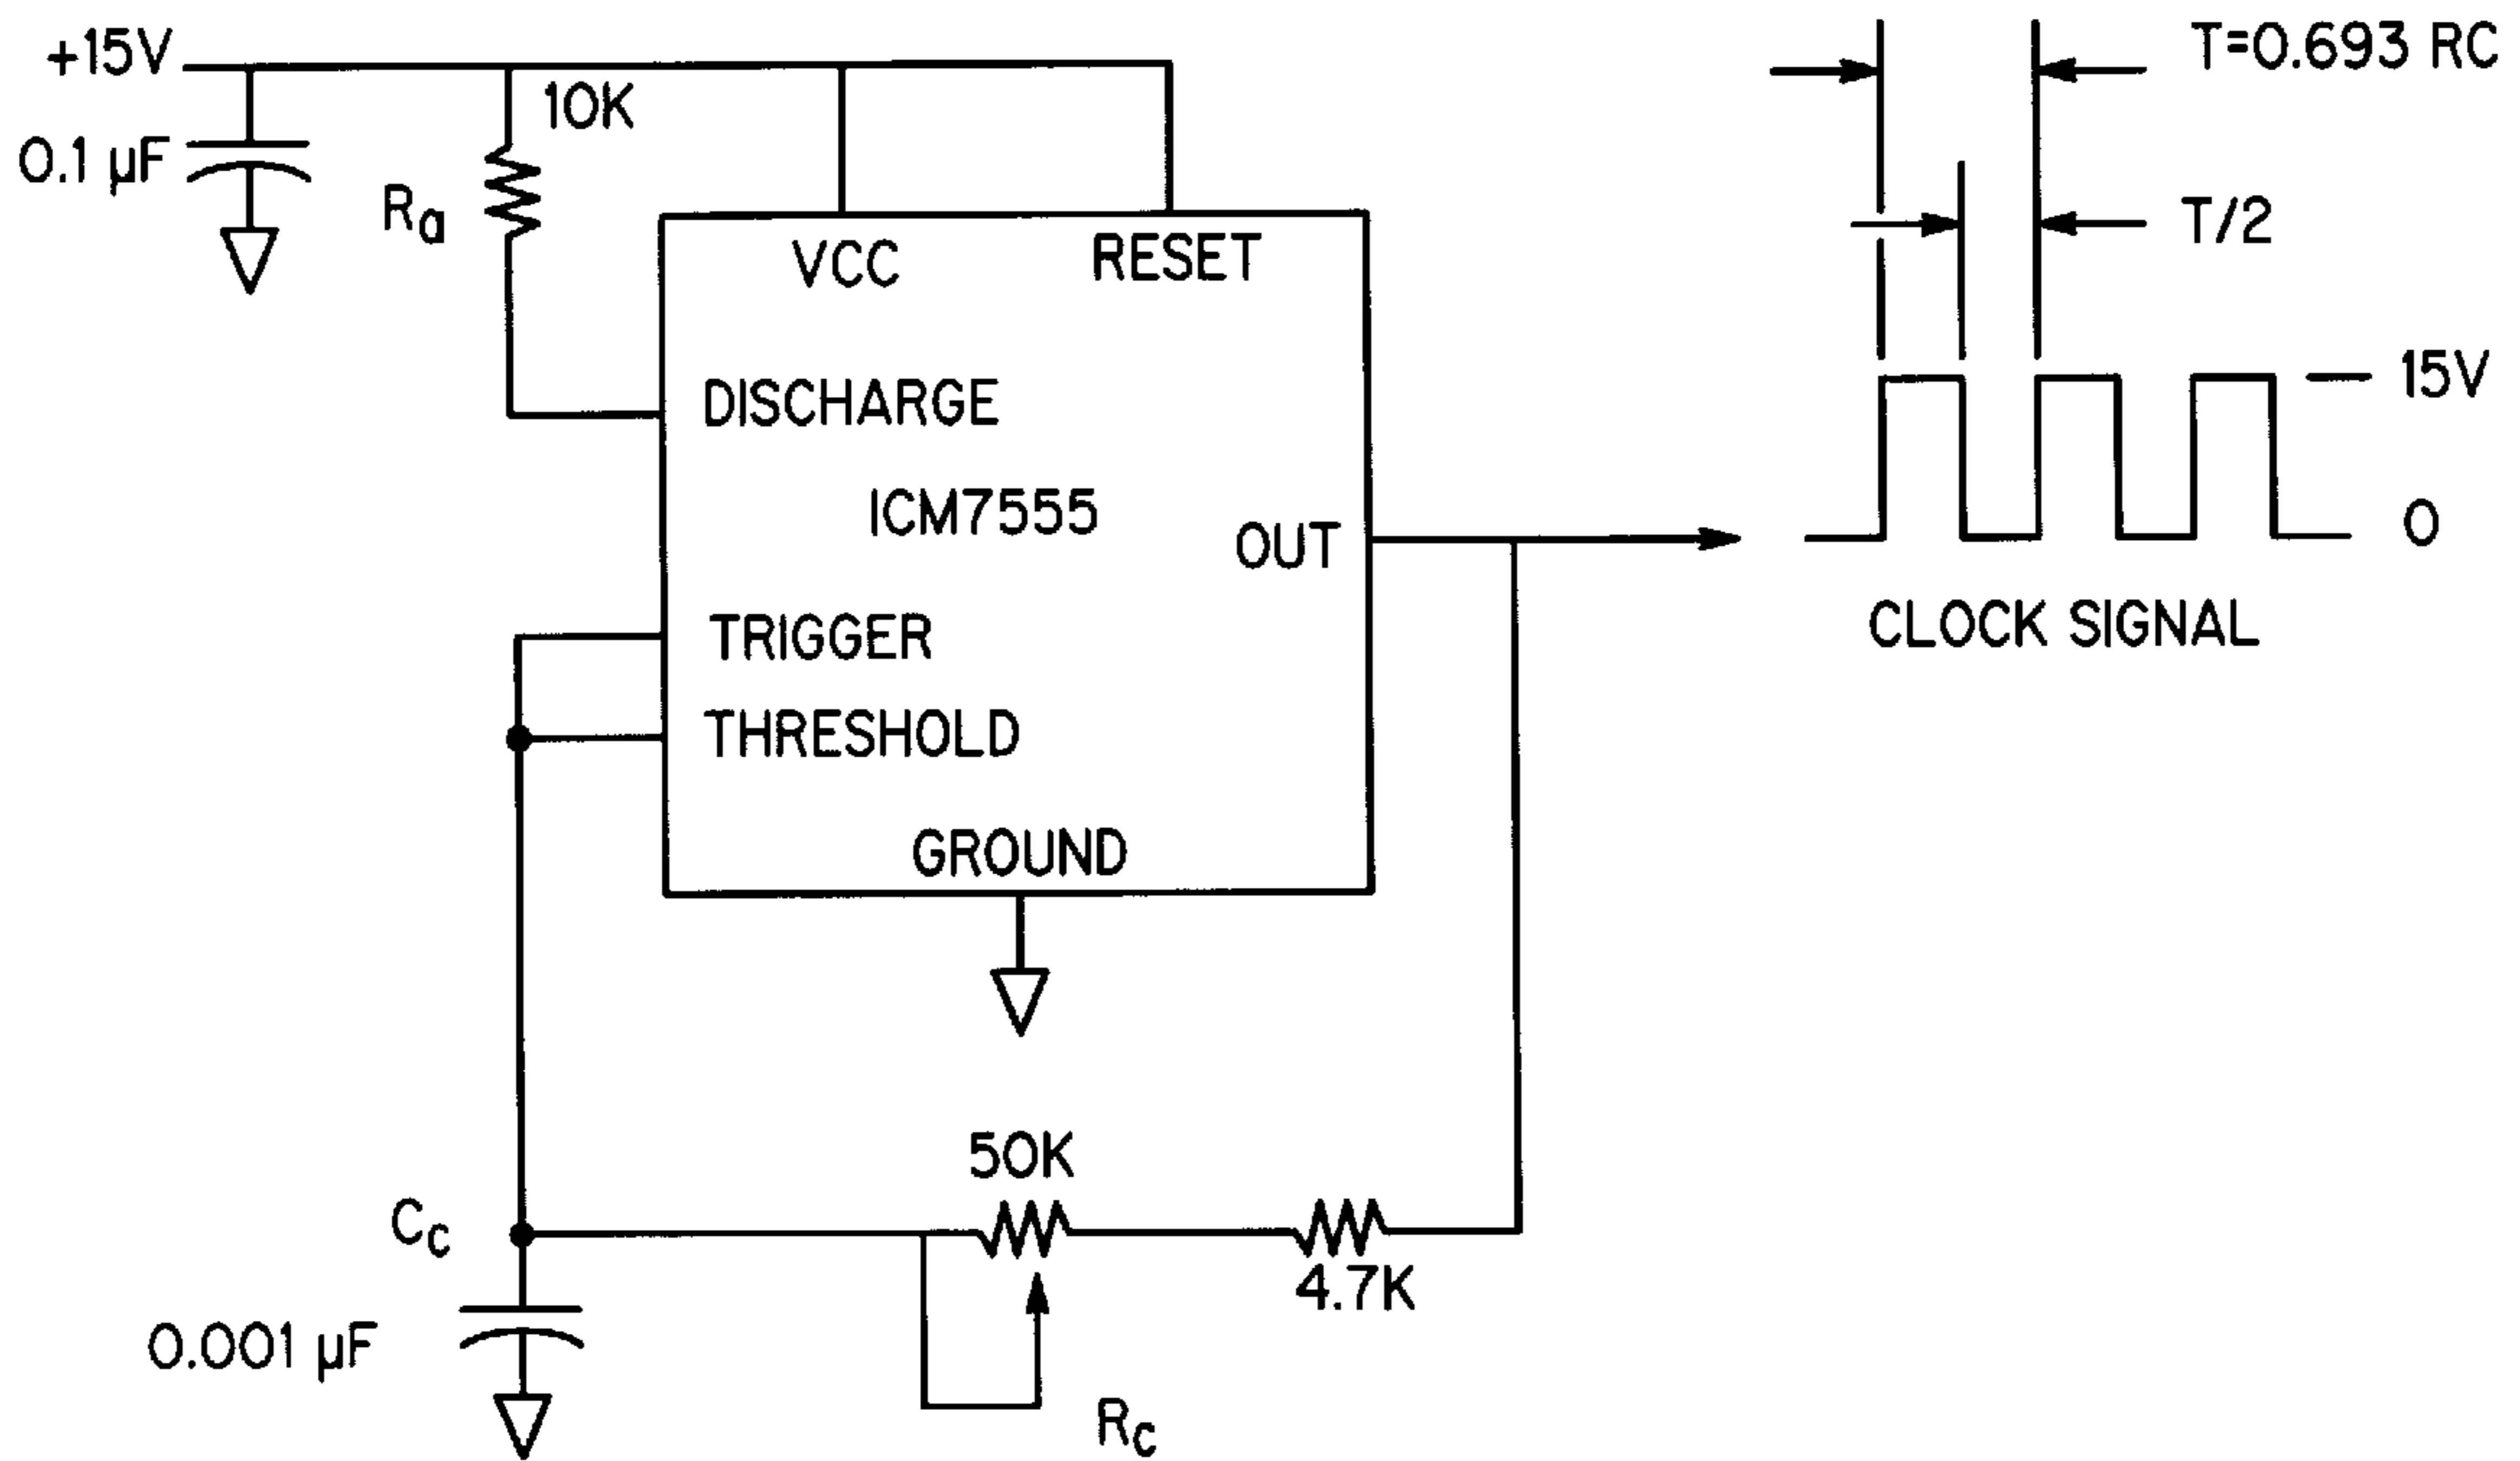 +15V
0.1 µF
10K
Ra
VCC
RESET
DISCHARGE
ICM7555
OUT
TRIGGER
THRESHOLD
GROUND
T=0.693 RC
T/2
15V
0
CLOCK SIGNAL
50K
4.7K
Cc
0.001 µF
Rc